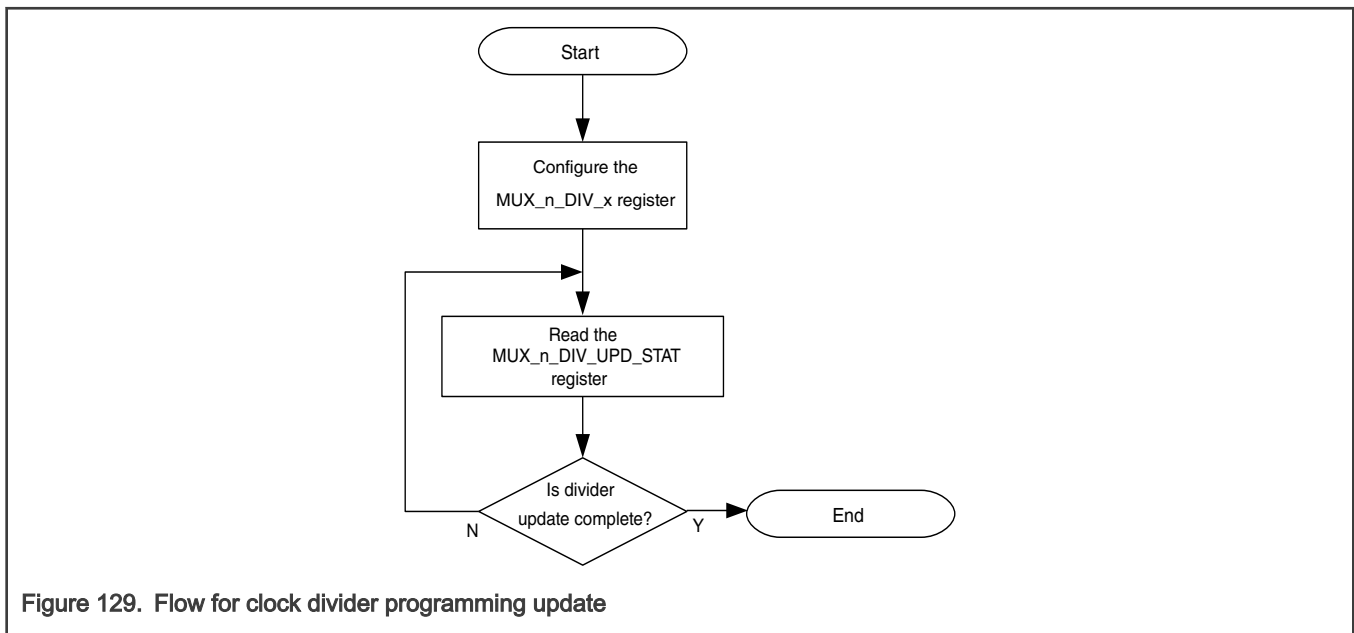 Start
Configure the
MUX_n_DIV_x register
Read the
MUX_n_DIV_UPD_STAT
register
Is divider
update complete?
N
Y
End
Figure 129. Flow for clock divider programming update